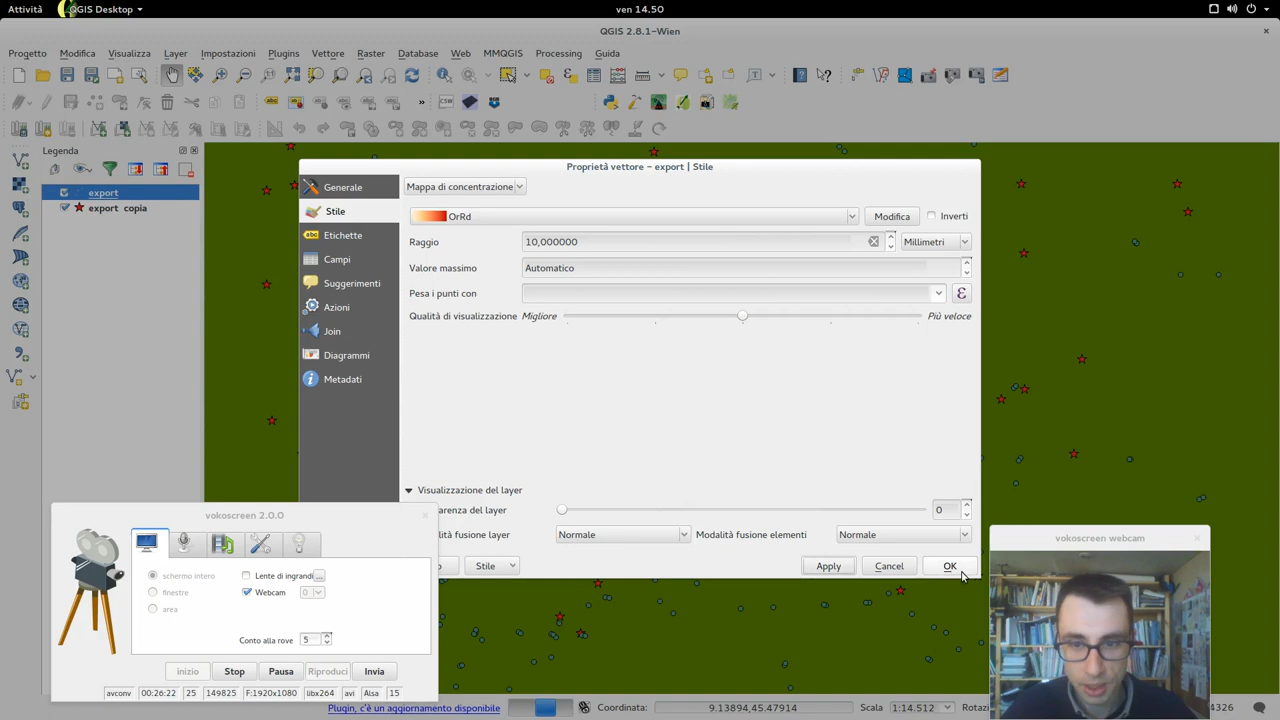 Attività QGIS Desktop ven 14.50
QGIS 2.8.1-Wien
Progetto Modifica Visualizza Layer Impostazioni Plugins Vettore Raster Database Web MMQGIS Processing Guida
abc abc CSW
Legenda
export
export copia
Proprietà vettore – export | Stile
Generale
Stile
abc Etichette
Campi
Suggerimenti
Azioni
Join
Diagrammi
Metadati
Mappa di concentrazione
OrRd Modifica Inverti
Raggio 10,000000 Millimetri
Valore massimo Automatico
Pesa i punti con ε
Qualità di visualizzazione Migliore Più veloce
Visualizzazione del layer
arenza del layer 0
alità fusione layer Normale Modalità fusione elementi Normale
o Stile Apply Cancel OK
vokoscreen 2.0.0
schermo intero Lente di ingrandi ...
finestre Webcam 0
area
Conto alla rove 5
inizio Stop Pausa Riproduci Invia
avconv 00:26:22 25 149825 F:1920x1080 libx264 avi Alsa 15
vokoscreen webcam
Plugin, c'è un aggiornamento disponibile Coordinata: 9.13894,45.47914 Scala 1:14.512 Rotazi 4326